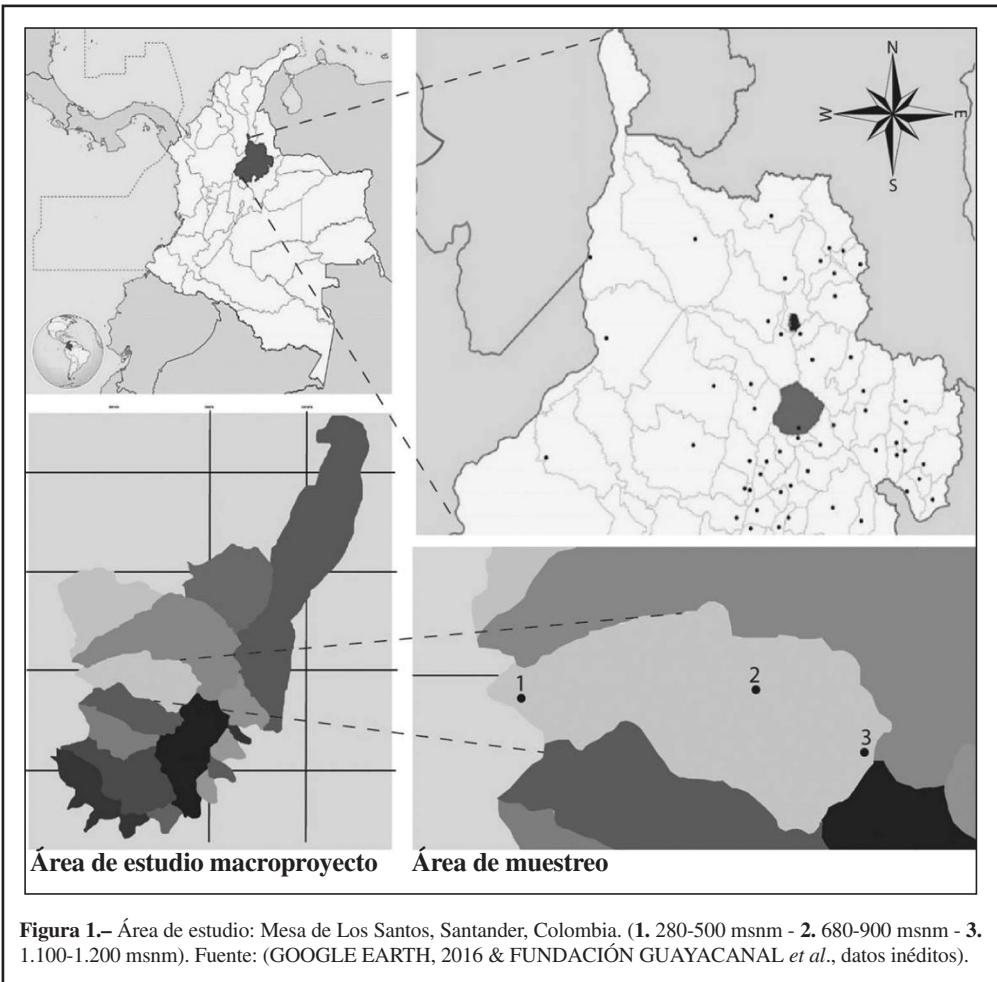 N
W
E
S
1
2
3
Área de estudio macroproyecto
Área de muestreo
Figura 1.– Área de estudio: Mesa de Los Santos, Santander, Colombia. (1. 280-500 msnm - 2. 680-900 msnm - 3.
1.100-1.200 msnm). Fuente: (GOOGLE EARTH, 2016 & FUNDACIÓN GUAYACANAL et al., datos inéditos).